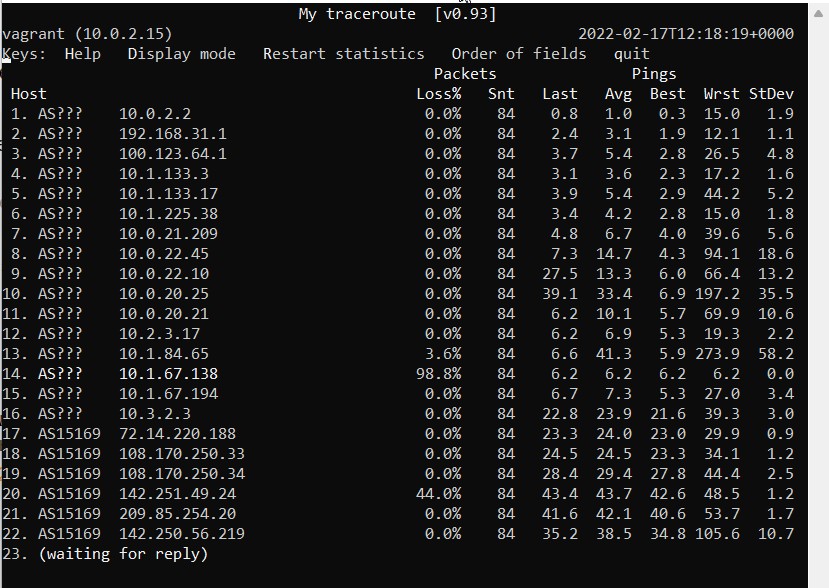 My traceroute  [v0.93]
vagrant (10.0.2.15)                                             2022-02-17T12:18:19+0000
Keys:  Help   Display mode   Restart statistics   Order of fields   quit
                                                Packets               Pings
 Host                                         Loss%   Snt   Last   Avg  Best  Wrst StDev
 1. AS???    10.0.2.2                          0.0%    84    0.8   1.0   0.3  15.0   1.9
 2. AS???    192.168.31.1                      0.0%    84    2.4   3.1   1.9  12.1   1.1
 3. AS???    100.123.64.1                      0.0%    84    3.7   5.4   2.8  26.5   4.8
 4. AS???    10.1.133.3                        0.0%    84    3.1   3.6   2.3  17.2   1.6
 5. AS???    10.1.133.17                       0.0%    84    3.9   5.4   2.9  44.2   5.2
 6. AS???    10.1.225.38                       0.0%    84    3.4   4.2   2.8  15.0   1.8
 7. AS???    10.0.21.209                       0.0%    84    4.8   6.7   4.0  39.6   5.6
 8. AS???    10.0.22.45                        0.0%    84    7.3  14.7   4.3  94.1  18.6
 9. AS???    10.0.22.10                        0.0%    84   27.5  13.3   6.0  66.4  13.2
10. AS???    10.0.20.25                        0.0%    84   39.1  33.4   6.9 197.2  35.5
11. AS???    10.0.20.21                        0.0%    84    6.2  10.1   5.7  69.9  10.6
12. AS???    10.2.3.17                         0.0%    84    6.2   6.9   5.3  19.3   2.2
13. AS???    10.1.84.65                        3.6%    84    6.6  41.3   5.9 273.9  58.2
14. AS???    10.1.67.138                      98.8%    84    6.2   6.2   6.2   6.2   0.0
15. AS???    10.1.67.194                       0.0%    84    6.7   7.3   5.3  27.0   3.4
16. AS???    10.3.2.3                          0.0%    84   22.8  23.9  21.6  39.3   3.0
17. AS15169  72.14.220.188                     0.0%    84   23.3  24.0  23.0  29.9   0.9
18. AS15169  108.170.250.33                    0.0%    84   24.5  24.5  23.3  34.1   1.2
19. AS15169  108.170.250.34                    0.0%    84   28.4  29.4  27.8  44.4   2.5
20. AS15169  142.251.49.24                    44.0%    84   43.4  43.7  42.6  48.5   1.2
21. AS15169  209.85.254.20                     0.0%    84   41.6  42.1  40.6  53.7   1.7
22. AS15169  142.250.56.219                    0.0%    84   35.2  38.5  34.8 105.6  10.7
23. (waiting for reply)